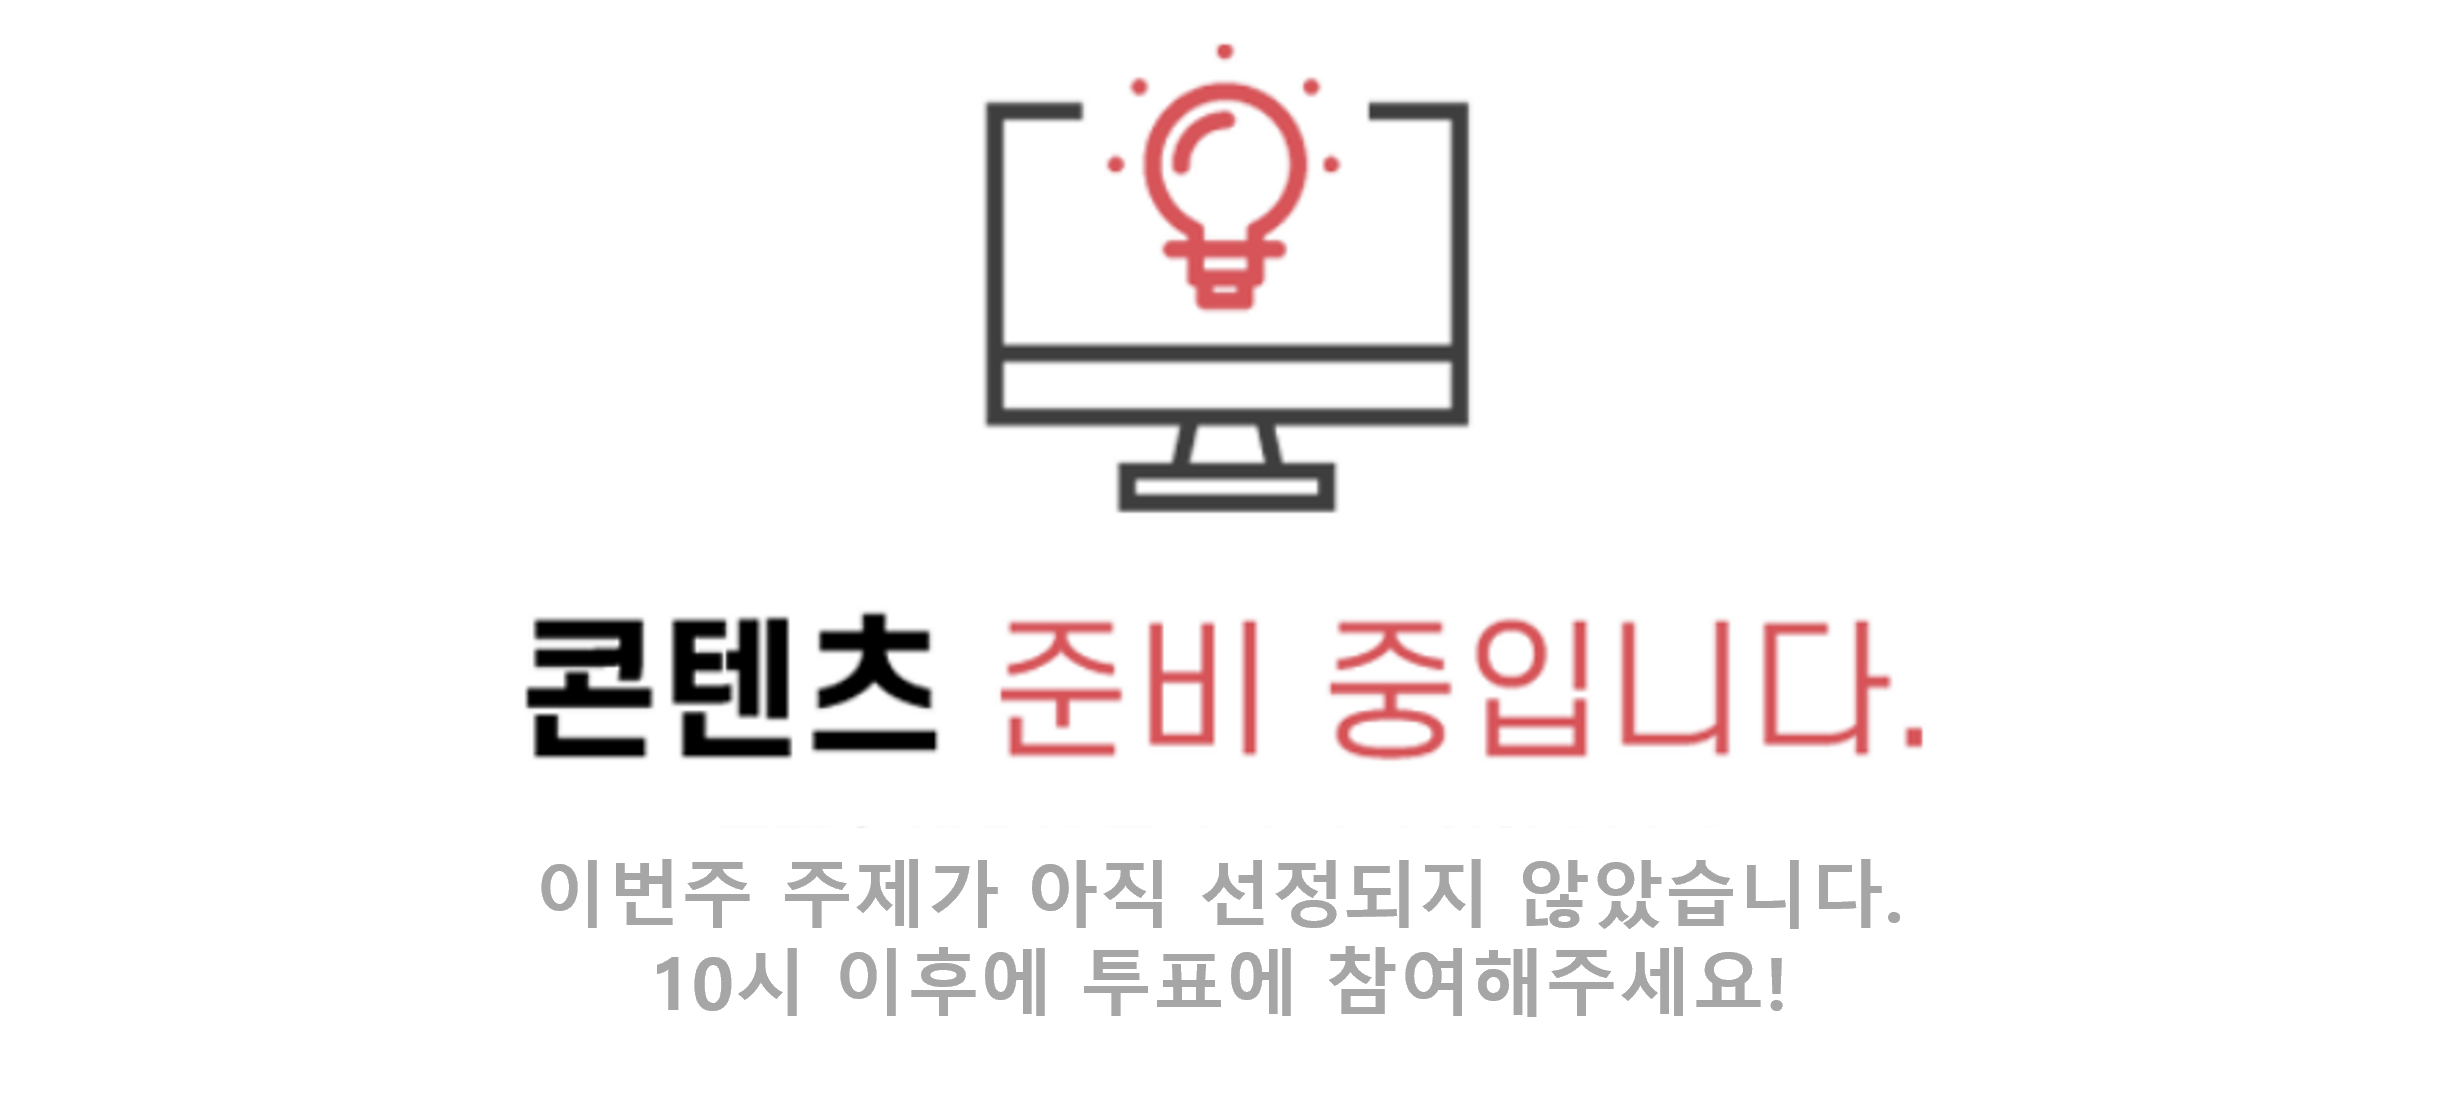 콘텐츠 준비 중입니다.
이번주 주제가 아직 선정되지 않았습니다.
10시 이후에 투표에 참여해주세요!